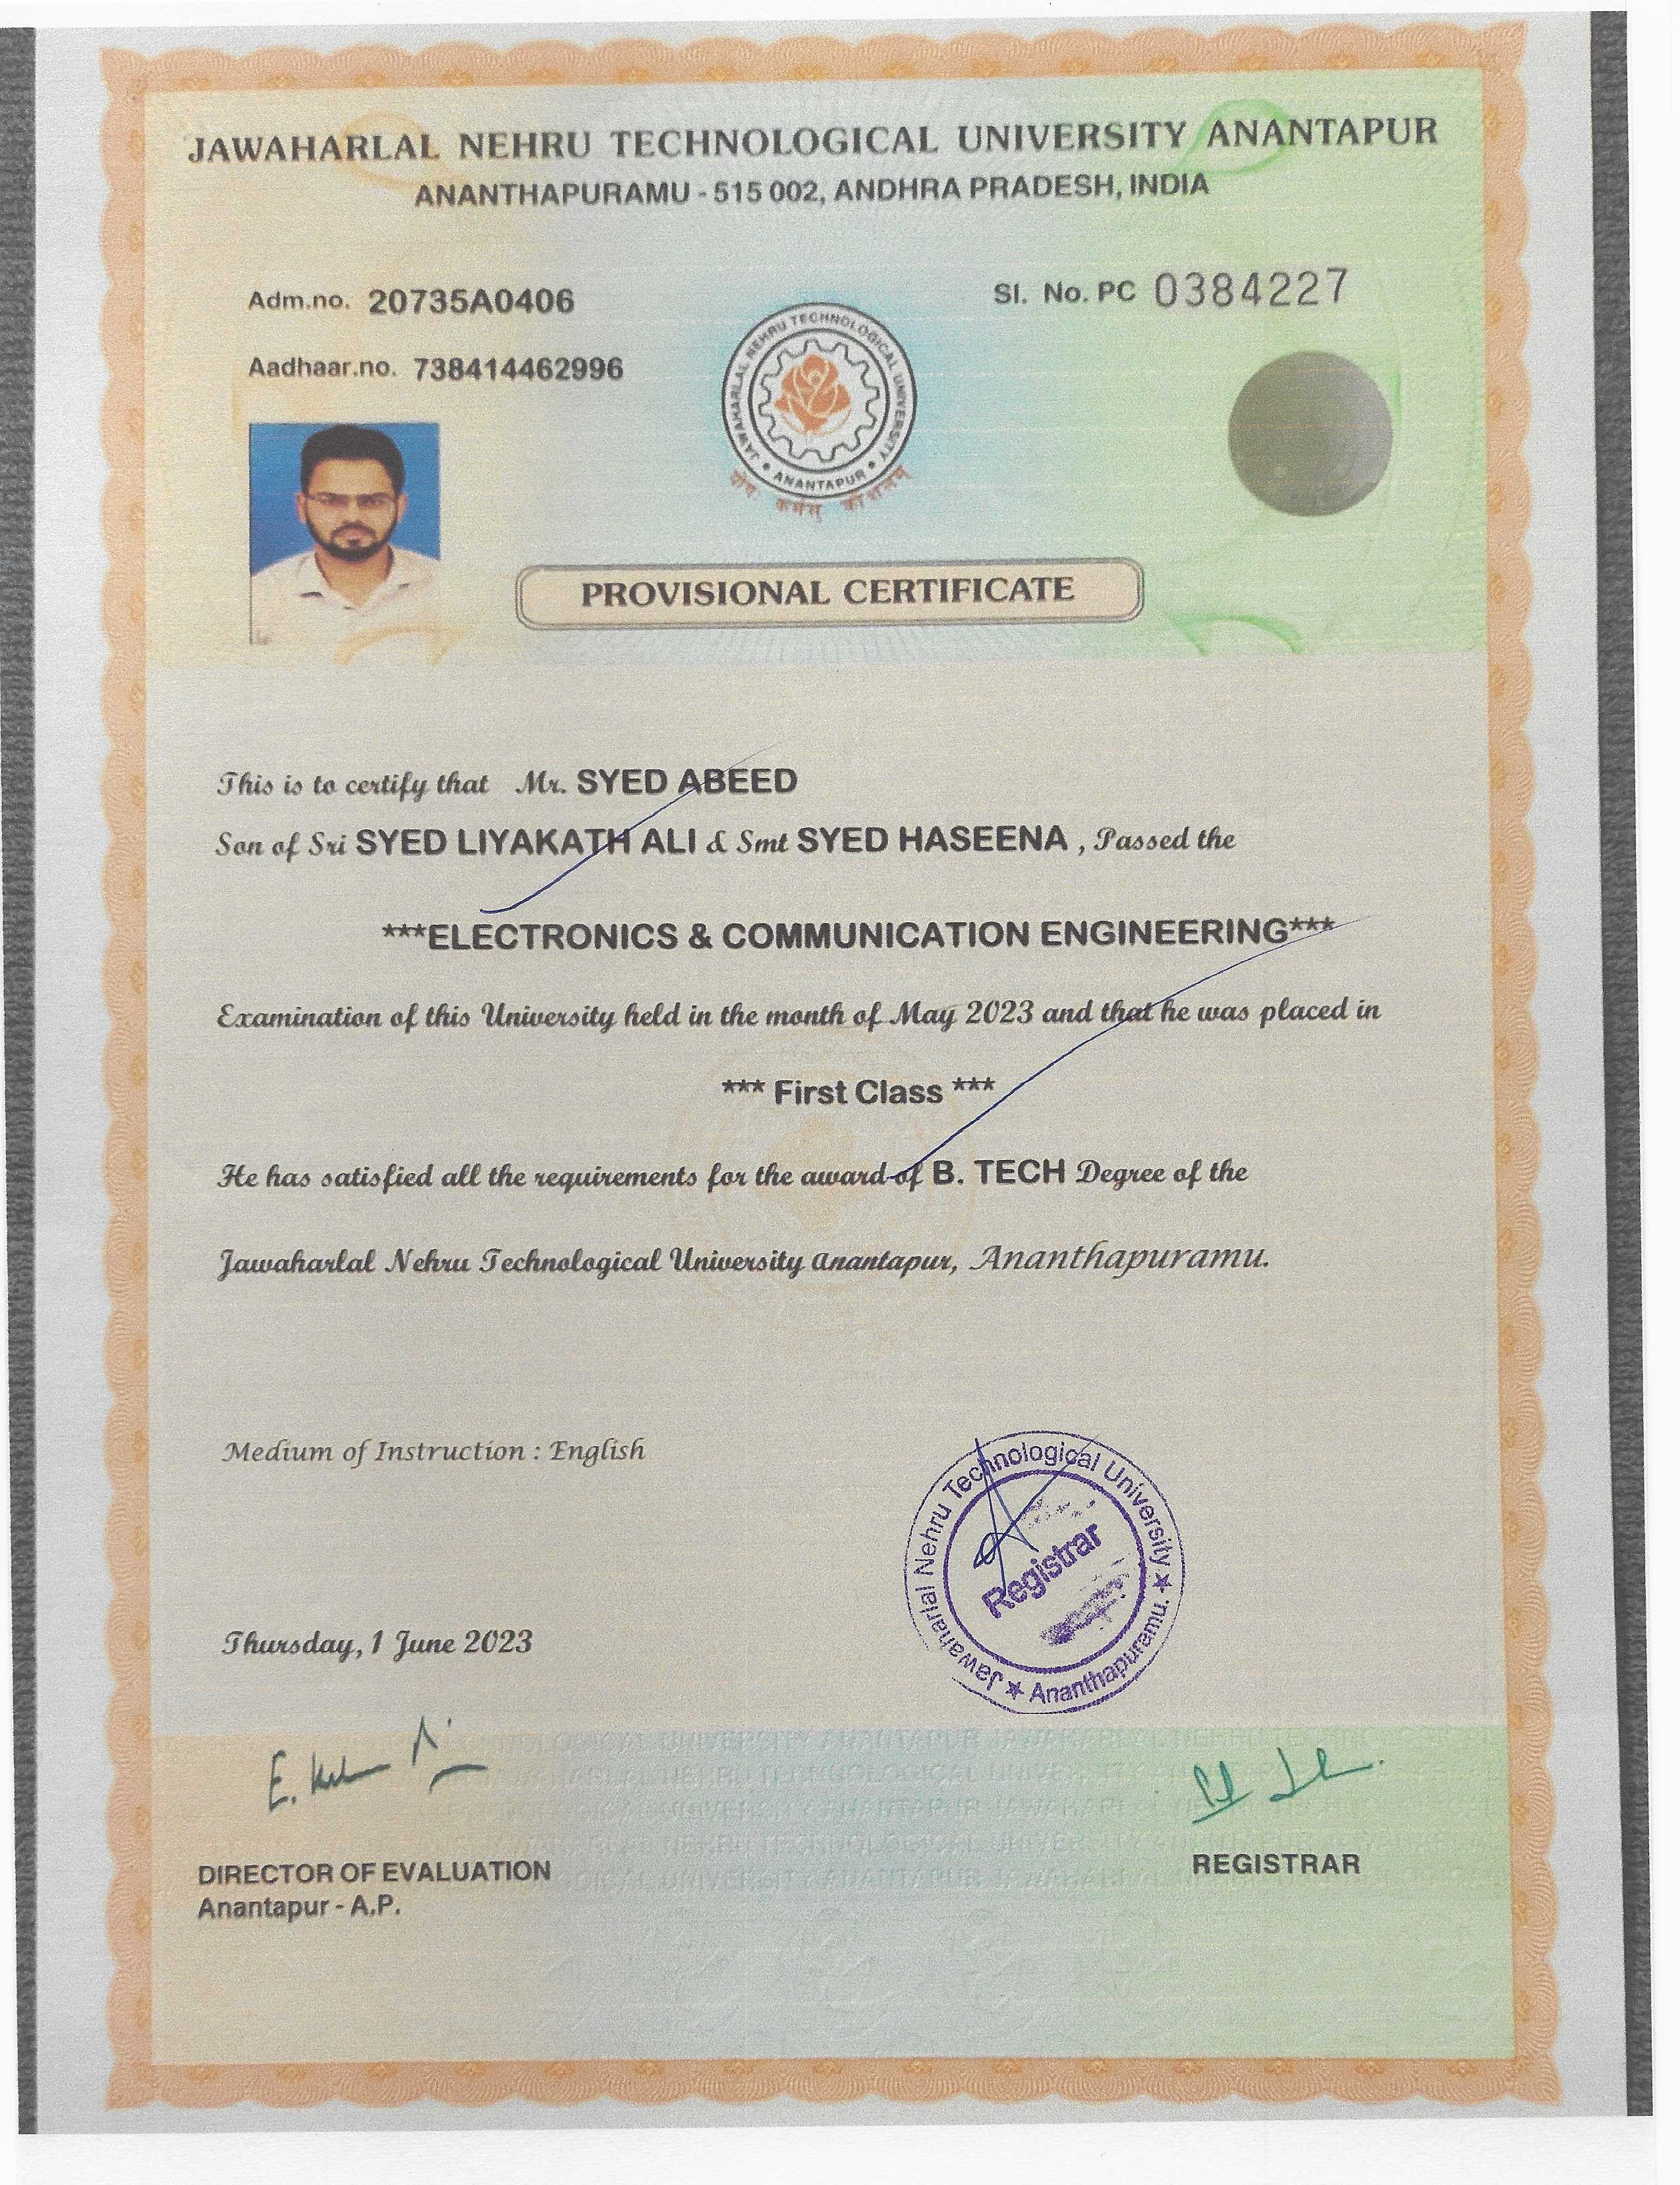 JAWAHARLAL NEHRU TECHNOLOGICAL UNIVERSITY ANANTAPUR
ANANTHAPURAMU - 515 002, ANDHRA PRADESH, INDIA
Adm.no. 20735A0406
Sl. No. PC 0384227
Aadhaar.no. 738414462996
JAWAHARLAL NEHRU TECHNOLOGICAL UNIVERSITY • ANANTAPUR •
PROVISIONAL CERTIFICATE
This is to certify that Mr. SYED ABEED
Son of Sri SYED LIYAKATH ALI & Smt SYED HASEENA , Passed the
***ELECTRONICS & COMMUNICATION ENGINEERING***
Examination of this University held in the month of May 2023 and that he was placed in
*** First Class ***
He has satisfied all the requirements for the award of B. TECH Degree of the
Jawaharlal Nehru Technological University Anantapur, Ananthapuramu.
Medium of Instruction : English
Jawaharlal Nehru Technological University ★ Ananthapuramu. ★
Registrar
Thursday, 1 June 2023
DIRECTOR OF EVALUATION
Anantapur - A.P.
REGISTRAR